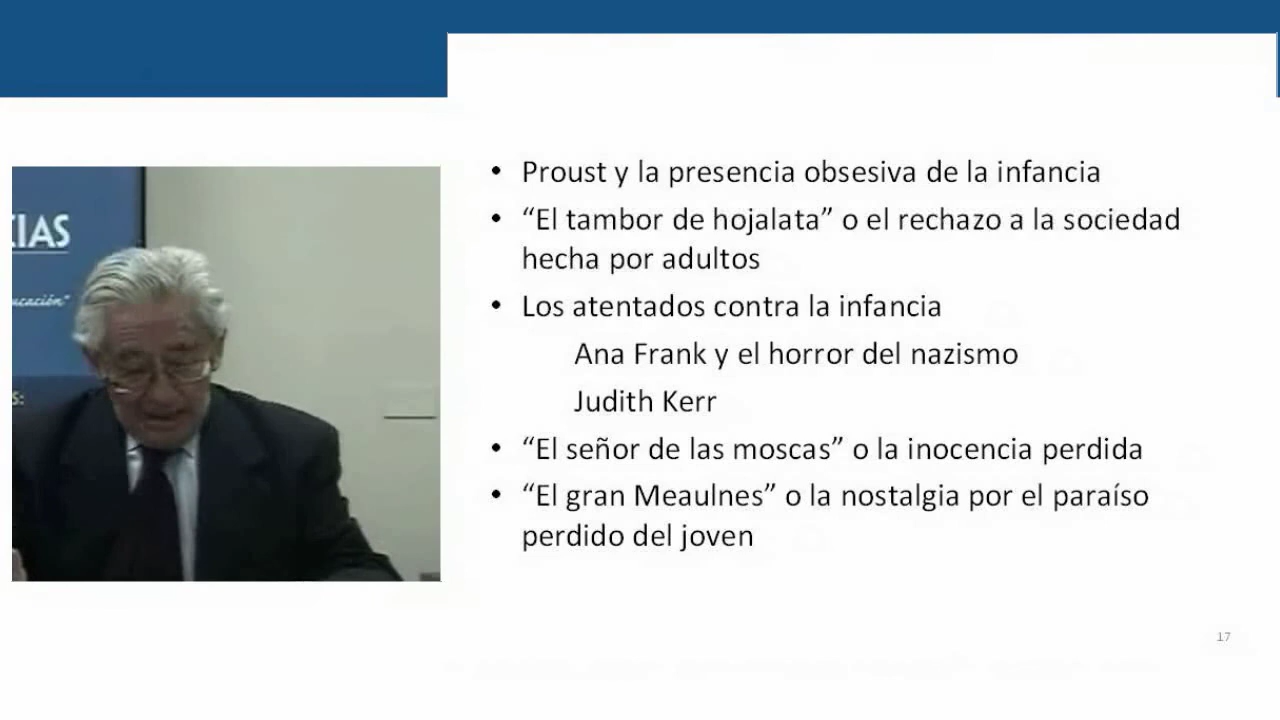 • Proust y la presencia obsesiva de la infancia
• “El tambor de hojalata” o el rechazo a la sociedad
hecha por adultos
• Los atentados contra la infancia
Ana Frank y el horror del nazismo
Judith Kerr
• “El señor de las moscas” o la inocencia perdida
• “El gran Meaulnes” o la nostalgia por el paraíso
perdido del joven
17